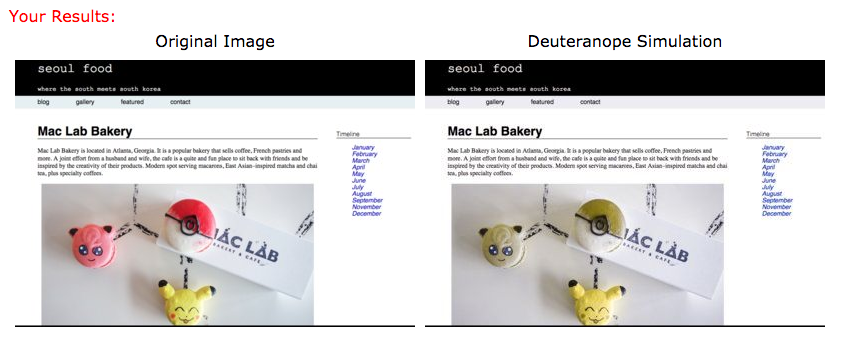 Your Results:
Original Image
Deuteranope Simulation
seoul food
where the south meets south korea
blog gallery featured contact
Mac Lab Bakery
Mac Lab Bakery is located in Atlanta, Georgia. It is a popular bakery that sells coffee, French pastries and
more. A joint effort from a husband and wife, the cafe is a quite and fun place to sit back with friends and be
inspired by the creativity of their products. Modern spot serving macarons, East Asian-inspired matcha and chai
tea, plus specialty coffees.
Timeline
January
February
March
April
May
June
July
August
September
November
December
MAC LAB
BAKERY & CAFE
seoul food
where the south meets south korea
blog gallery featured contact
Mac Lab Bakery
Mac Lab Bakery is located in Atlanta, Georgia. It is a popular bakery that sells coffee, French pastries and
more. A joint effort from a husband and wife, the cafe is a quite and fun place to sit back with friends and be
inspired by the creativity of their products. Modern spot serving macarons, East Asian-inspired matcha and chai
tea, plus specialty coffees.
Timeline
January
February
March
April
May
June
July
August
September
November
December
MAC LAB
BAKERY & CAFE